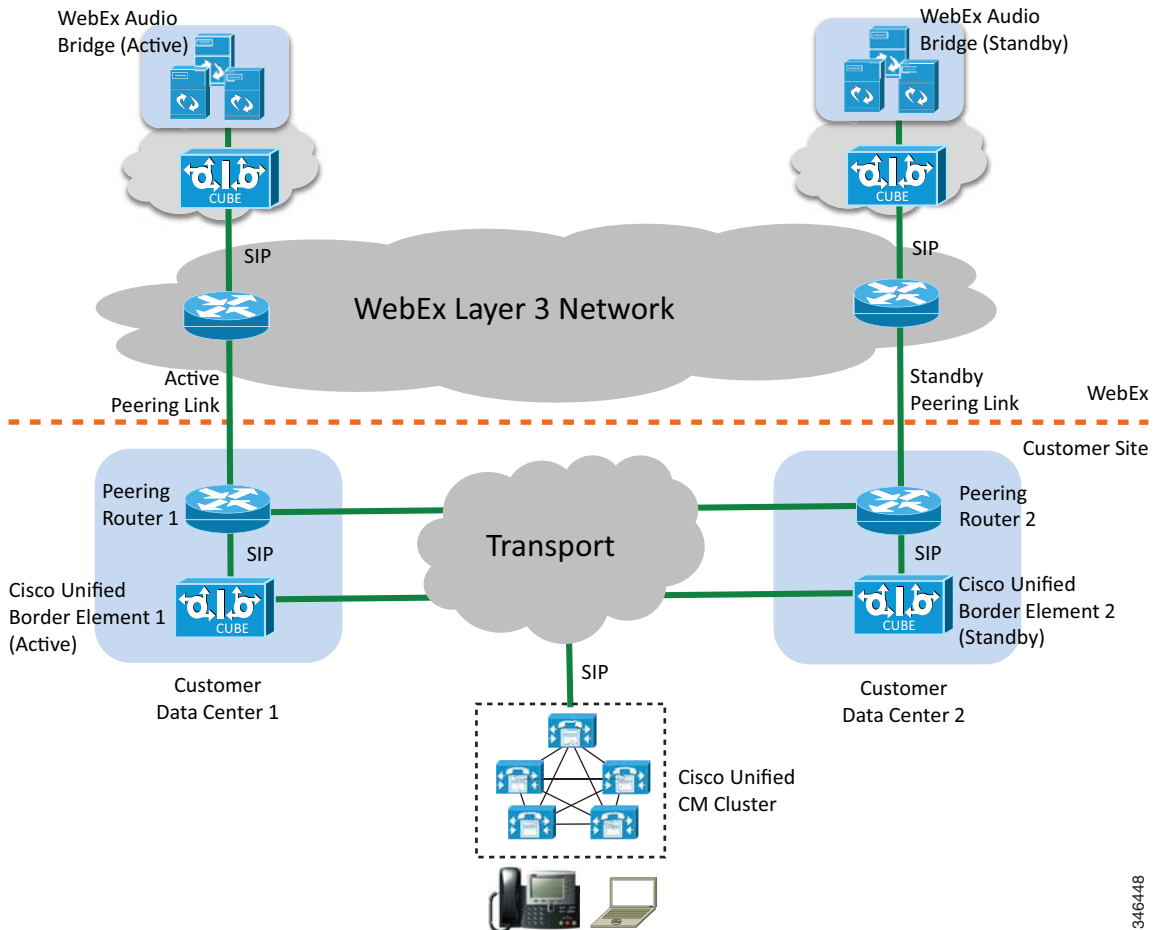 WebEx Audio
Bridge (Active)
WebEx Audio
Bridge (Standby)
CUBE
CUBE
SIP
SIP
WebEx Layer 3 Network
Active
Peering Link
Standby
Peering Link
WebEx
Customer Site
Peering
Router 1
Peering
Router 2
Transport
SIP
SIP
Cisco Unified
Border Element 1
(Active)
CUBE
CUBE
Cisco Unified
Border Element 2
(Standby)
SIP
Customer
Data Center 1
Customer
Data Center 2
Cisco Unified
CM Cluster
346448